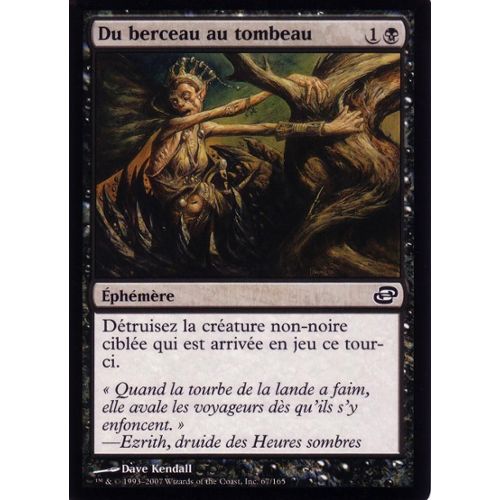 Du berceau au tombeau 1
Éphémère
Détruisez la créature non-noire
ciblée qui est arrivée en jeu ce tour-
ci.
« Quand la tourbe de la lande a faim,
elle avale les voyageurs dès qu'ils s'y
enfoncent. »
—Ezrith, druide des Heures sombres
Dave Kendall
™ & © 1993–2007 Wizards of the Coast, Inc. 67/165